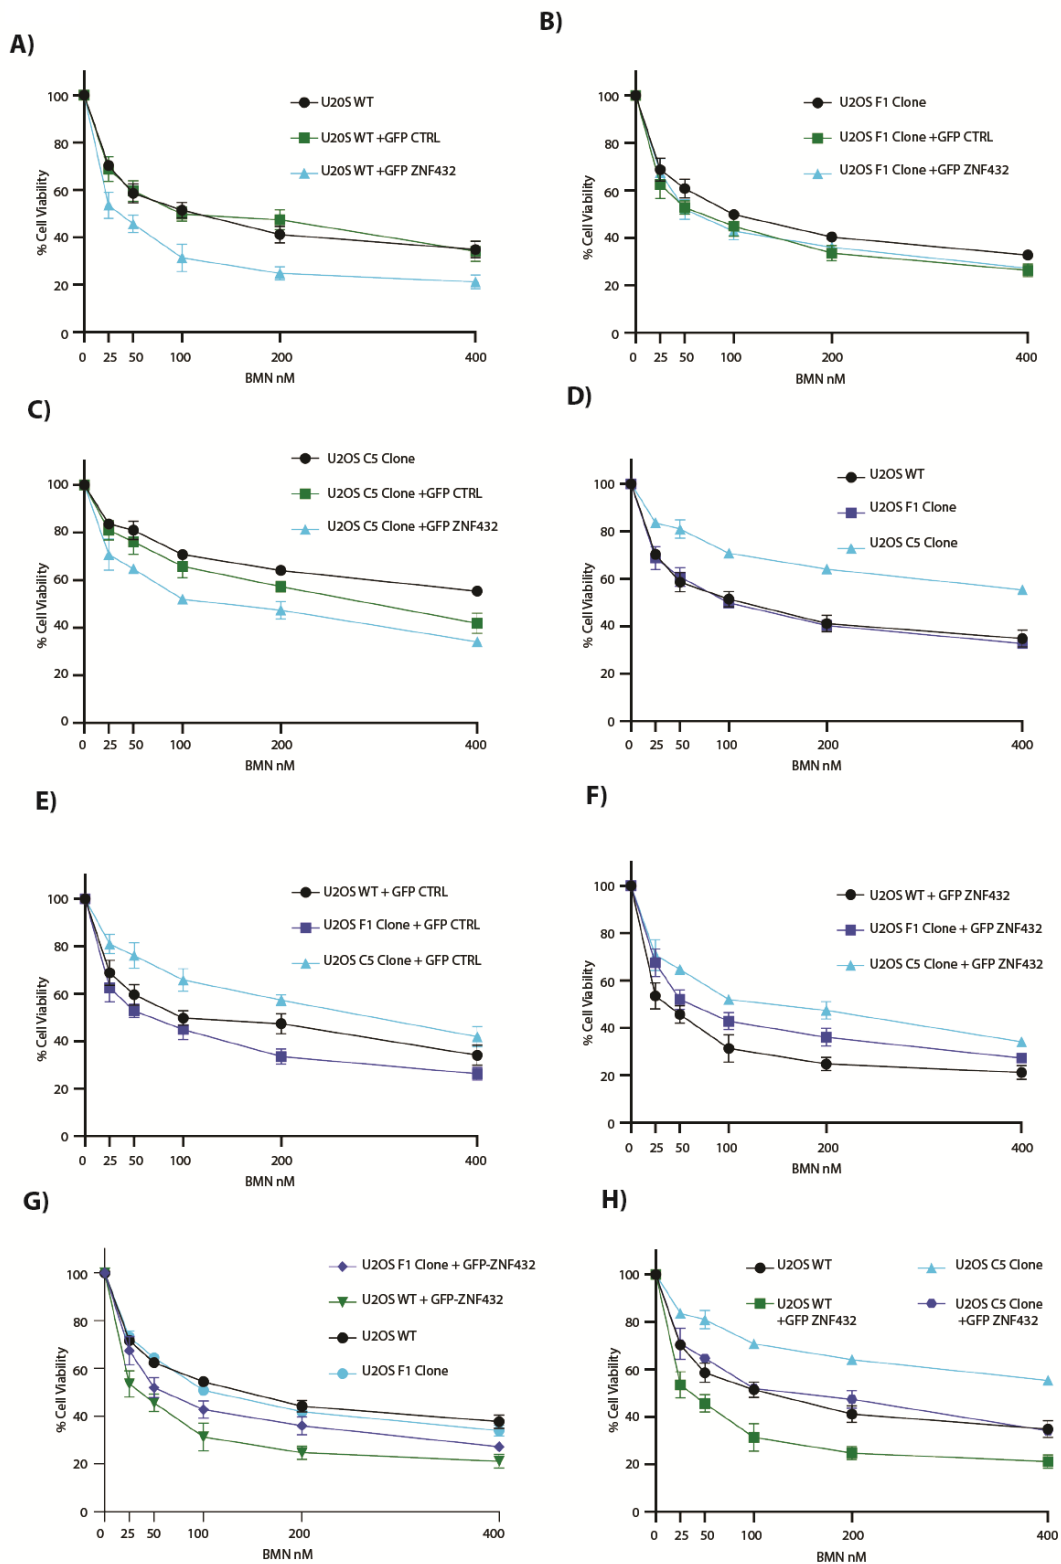 A)
% Cell Viability
100
80
60
40
20
0
0 25 50 100 200 400
BMN nM
U20S WT
U20S WT +GFP CTRL
U20S WT +GFP ZNF432
B)
% Cell Viability
100
80
60
40
20
0
0 25 50 100 200 400
BMN nM
U2OS F1 Clone
U2OS F1 Clone +GFP CTRL
U2OS F1 Clone +GFP ZNF432
C)
% Cell Viability
100
80
60
40
20
0
0 25 50 100 200 400
BMN nM
U2OS C5 Clone
U2OS C5 Clone +GFP CTRL
U2OS C5 Clone +GFP ZNF432
D)
% Cell Viability
100
80
60
40
20
0
0 25 50 100 200 400
BMN nM
U2OS WT
U2OS F1 Clone
U2OS C5 Clone
E)
% Cell Viability
100
80
60
40
20
0
0 25 50 100 200 400
BMN nM
U2OS WT + GFP CTRL
U2OS F1 Clone + GFP CTRL
U2OS C5 Clone + GFP CTRL
F)
% Cell Viability
100
80
60
40
20
0
0 25 50 100 200 400
BMN nM
U2OS WT + GFP ZNF432
U2OS F1 Clone + GFP ZNF432
U2OS C5 Clone + GFP ZNF432
G)
% Cell Viability
100
80
60
40
20
0
0 25 50 100 200 400
BMN nM
U2OS F1 Clone + GFP-ZNF432
U2OS WT + GFP-ZNF432
U2OS WT
U2OS F1 Clone
H)
% Cell Viability
100
80
60
40
20
0
0 25 50 100 200 400
BMN nM
U2OS WT
U2OS WT
+GFP ZNF432
U2OS C5 Clone
U2OS C5 Clone
+GFP ZNF432